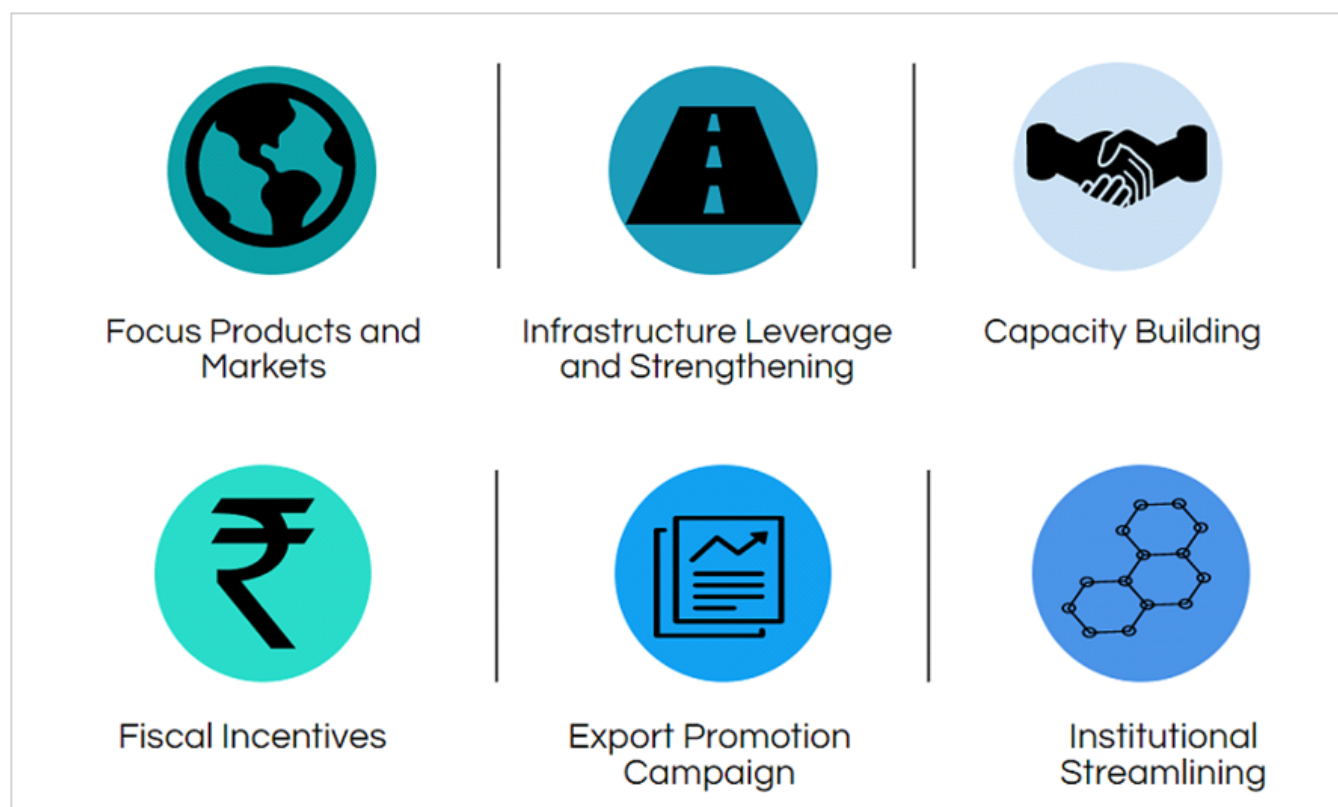 Focus Products and
Markets
Infrastructure Leverage
and Strengthening
Capacity Building
₹
Fiscal Incentives
Export Promotion
Campaign
Institutional
Streamlining